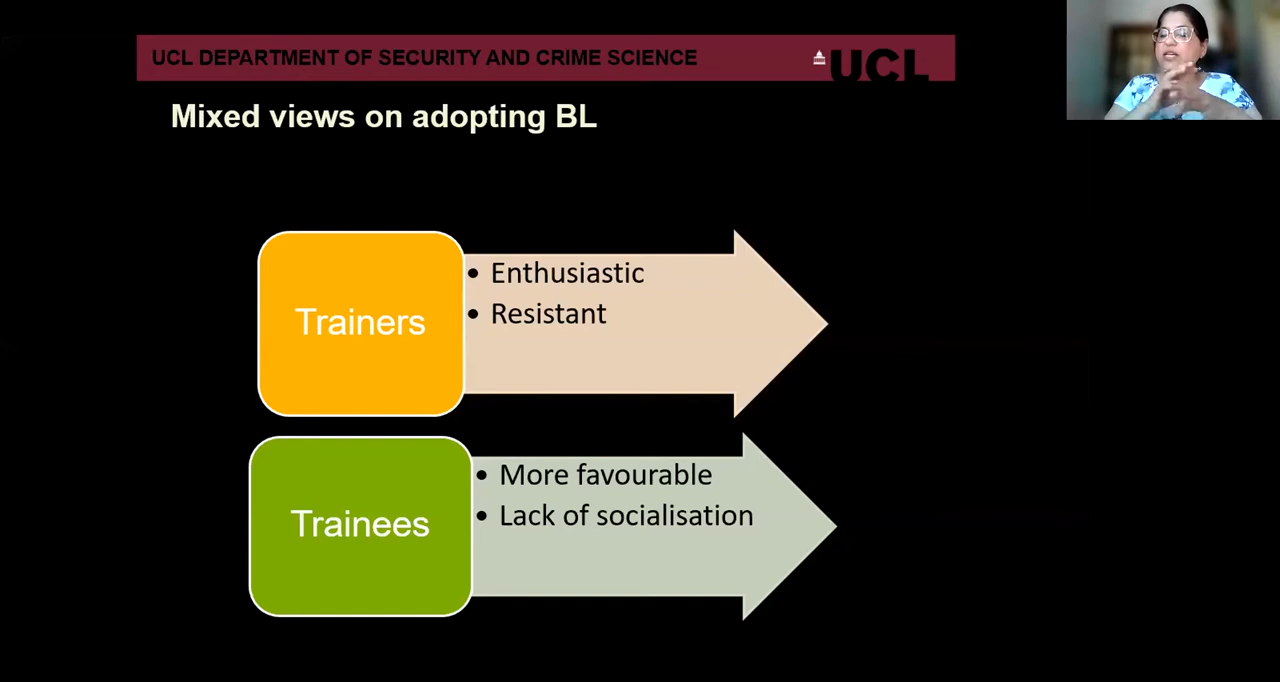 UCL DEPARTMENT OF SECURITY AND CRIME SCIENCE
UCL
Mixed views on adopting BL
Trainers
• Enthusiastic
• Resistant
Trainees
• More favourable
• Lack of socialisation